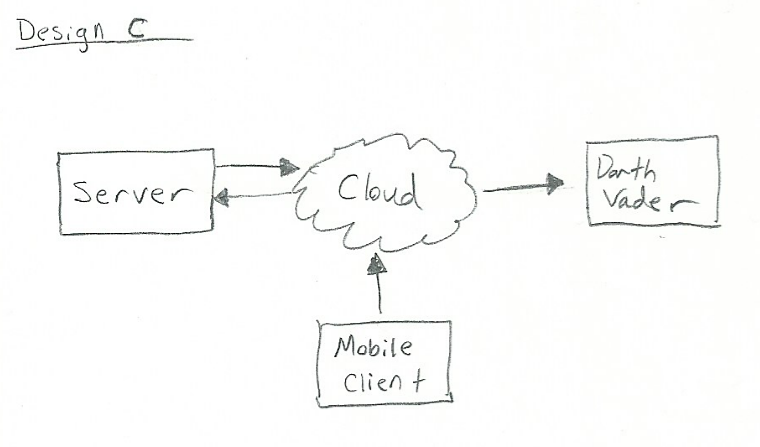 Design C
Server
Cloud
Darth
Vader
Mobile
Client